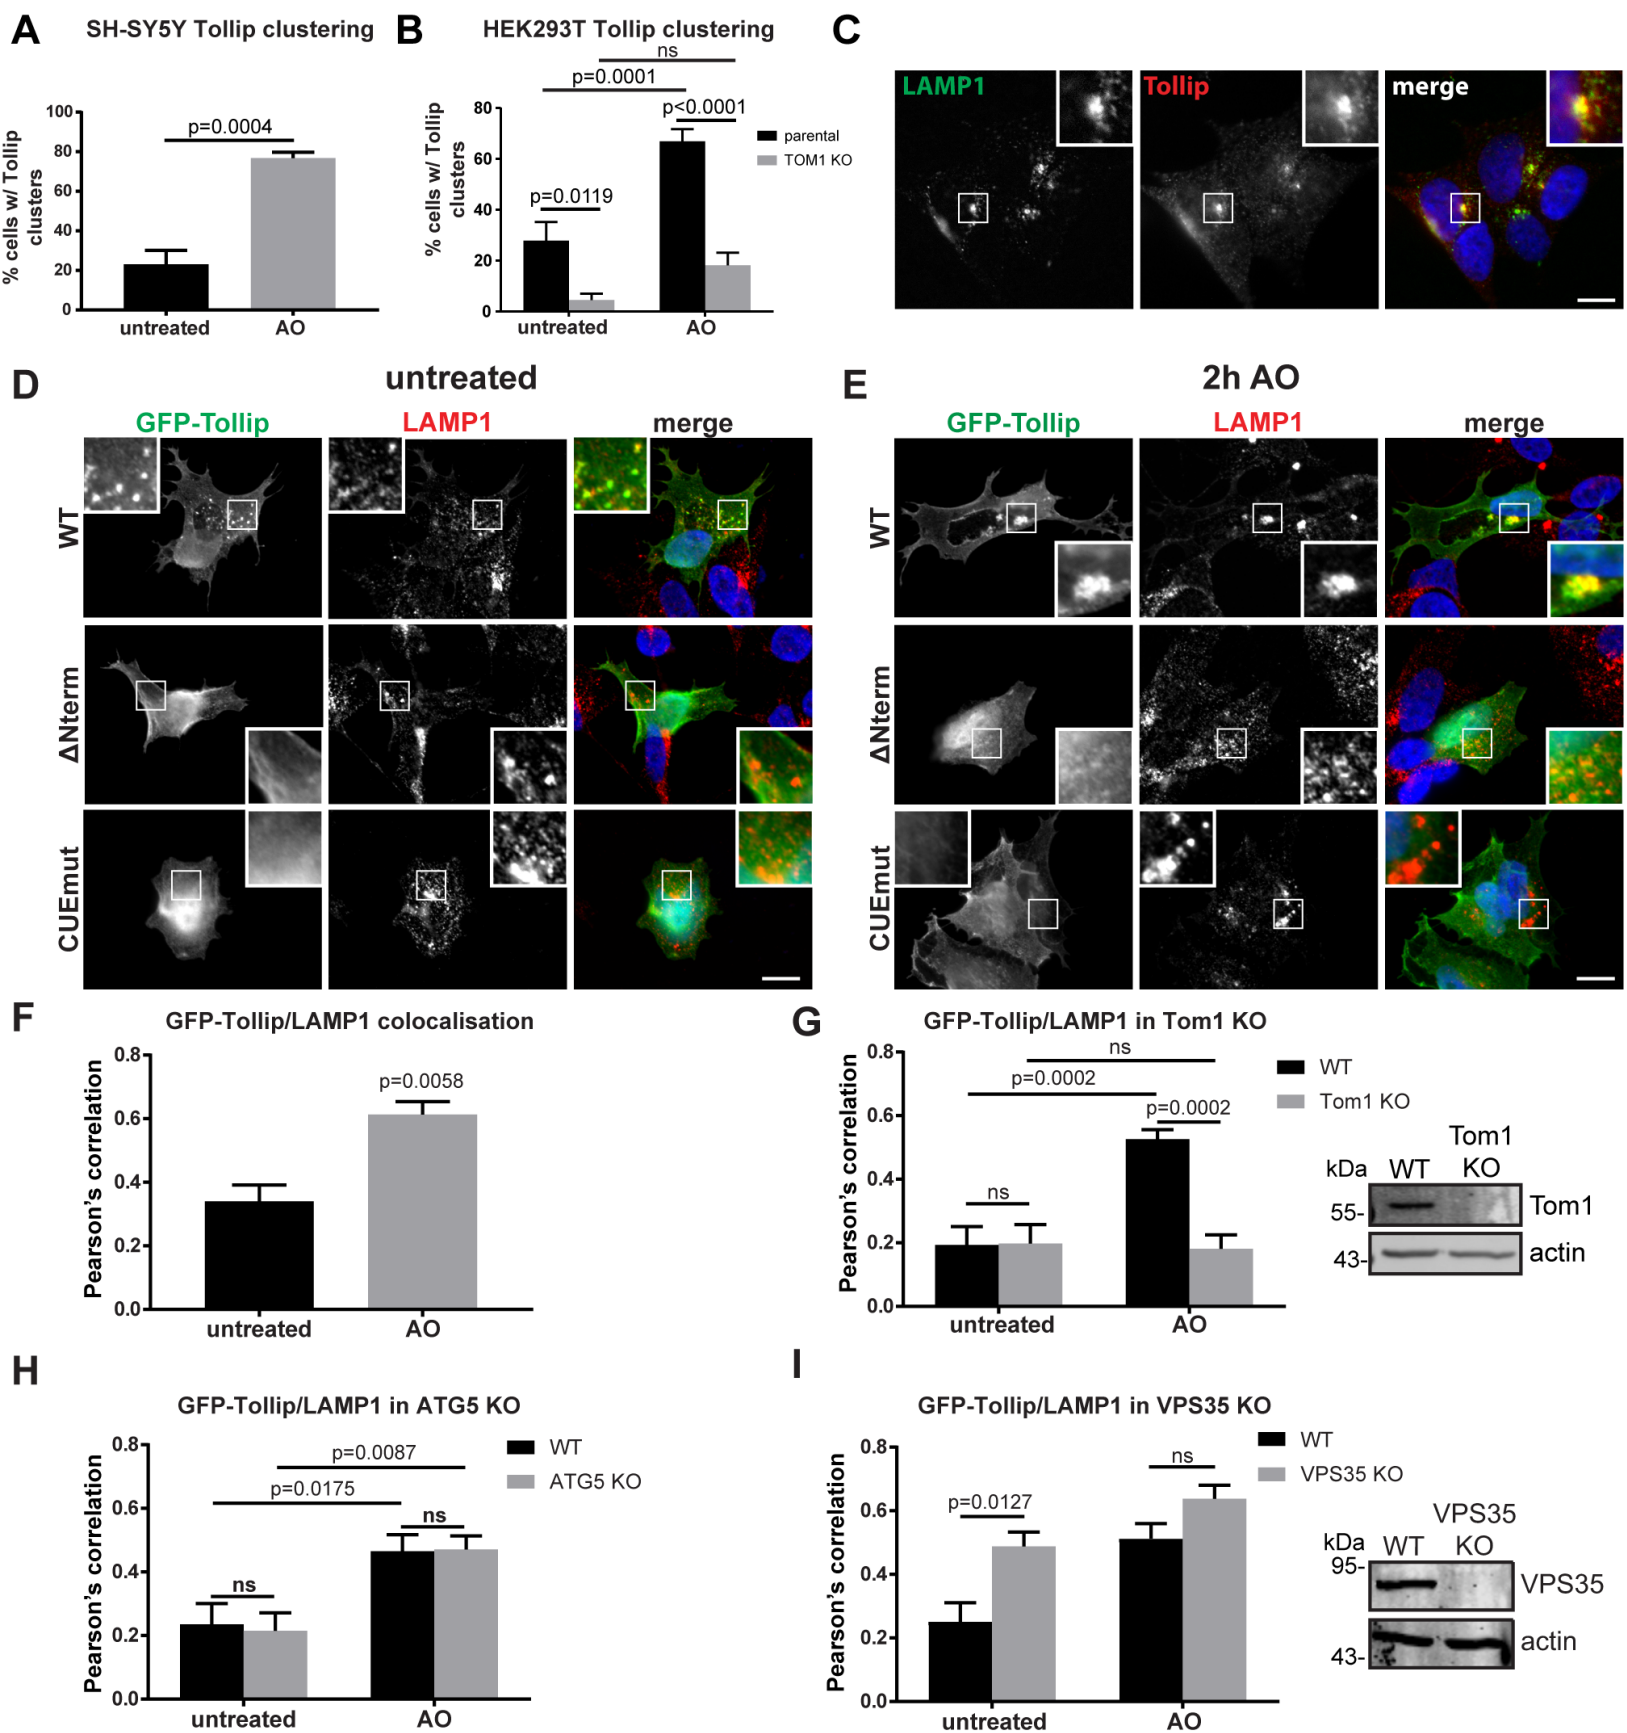 A
SH-SY5Y Tollip clustering
% cells w/ Tollip
clusters
100
80
60
40
20
0
p=0.0004
untreated
AO
B
HEK293T Tollip clustering
ns
p=0.0001
p<0.0001
p=0.0119
% cells w/ Tollip
clusters
80
60
40
20
0
parental
TOM1 KO
untreated
AO
C
LAMP1
Tollip
merge
D
untreated
GFP-Tollip
LAMP1
merge
WT
ΔNterm
CUEmut
E
2h AO
GFP-Tollip
LAMP1
merge
WT
ΔNterm
CUEmut
F
GFP-Tollip/LAMP1 colocalisation
Pearson's correlation
0.8
0.6
0.4
0.2
0.0
p=0.0058
untreated
AO
G
GFP-Tollip/LAMP1 in Tom1 KO
Pearson's correlation
0.8
0.6
0.4
0.2
0.0
ns
p=0.0002
p=0.0002
ns
WT
Tom1 KO
untreated
AO
Tom1
kDa WT KO
55- Tom1
43- actin
H
GFP-Tollip/LAMP1 in ATG5 KO
Pearson's correlation
0.8
0.6
0.4
0.2
0.0
p=0.0087
p=0.0175
ns
ns
WT
ATG5 KO
untreated
AO
I
GFP-Tollip/LAMP1 in VPS35 KO
Pearson's correlation
0.8
0.6
0.4
0.2
0.0
ns
p=0.0127
WT
VPS35 KO
untreated
AO
VPS35
kDa WT KO
95-
VPS35
actin
43-